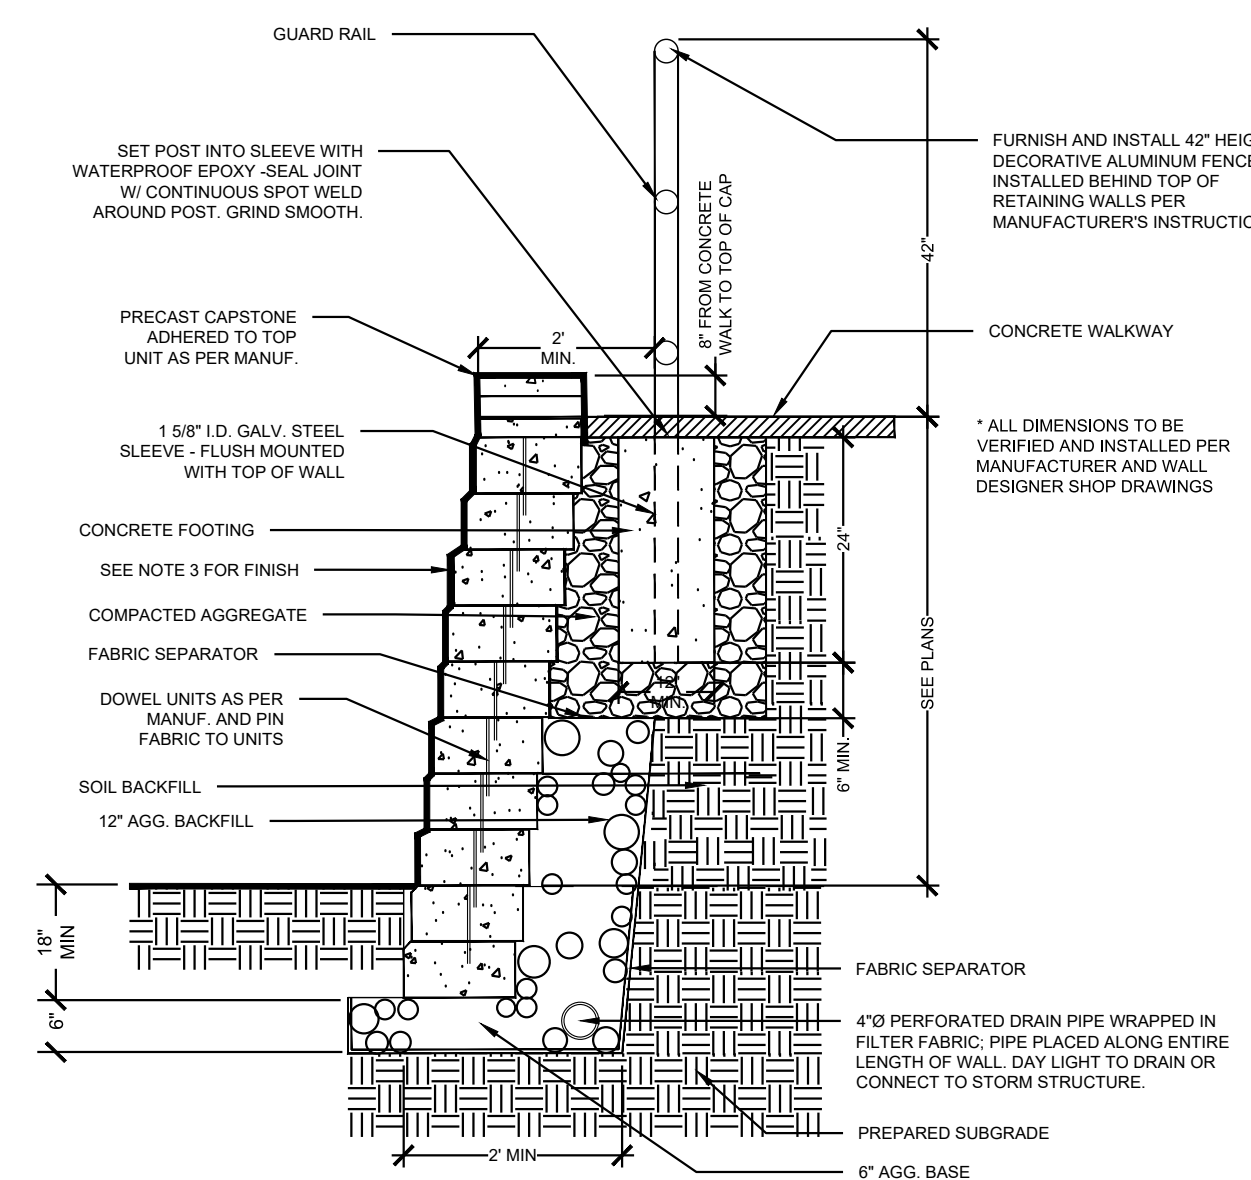 GUARD RAIL
SET POST INTO SLEEVE WITH
WATERPROOF EPOXY -SEAL JOINT
W/ CONTINUOUS SPOT WELD
AROUND POST. GRIND SMOOTH.
PRECAST CAPSTONE
ADHERED TO TOP
UNIT AS PER MANUF.
1 5/8" I.D. GALV. STEEL
SLEEVE - FLUSH MOUNTED
WITH TOP OF WALL
CONCRETE FOOTING
SEE NOTE 3 FOR FINISH
COMPACTED AGGREGATE
FABRIC SEPARATOR
DOWEL UNITS AS PER
MANUF. AND PIN
FABRIC TO UNITS
SOIL BACKFILL
12" AGG. BACKFILL
18"
MIN
6"
2'
MIN.
8" FROM CONCRETE
WALK TO TOP OF CAP
12"
MIN.
24"
6" MIN.
42"
SEE PLANS
2' MIN
FURNISH AND INSTALL 42"
DECORATIVE ALUMINUM FENCE
INSTALLED BEHIND TOP OF
RETAINING WALLS PER
MANUFACTURER'S
CONCRETE WALKWAY
* ALL DIMENSIONS TO BE
VERIFIED AND INSTALLED PER
MANUFACTURER AND WALL
DESIGNER SHOP DRAWINGS
FABRIC SEPARATOR
4"Ø PERFORATED DRAIN PIPE WRAPPED IN
FILTER FABRIC; PIPE PLACED ALONG ENTIRE
LENGTH OF WALL. DAY LIGHT TO DRAIN OR
CONNECT TO STORM STRUCTURE.
PREPARED SUBGRADE
6" AGG. BASE